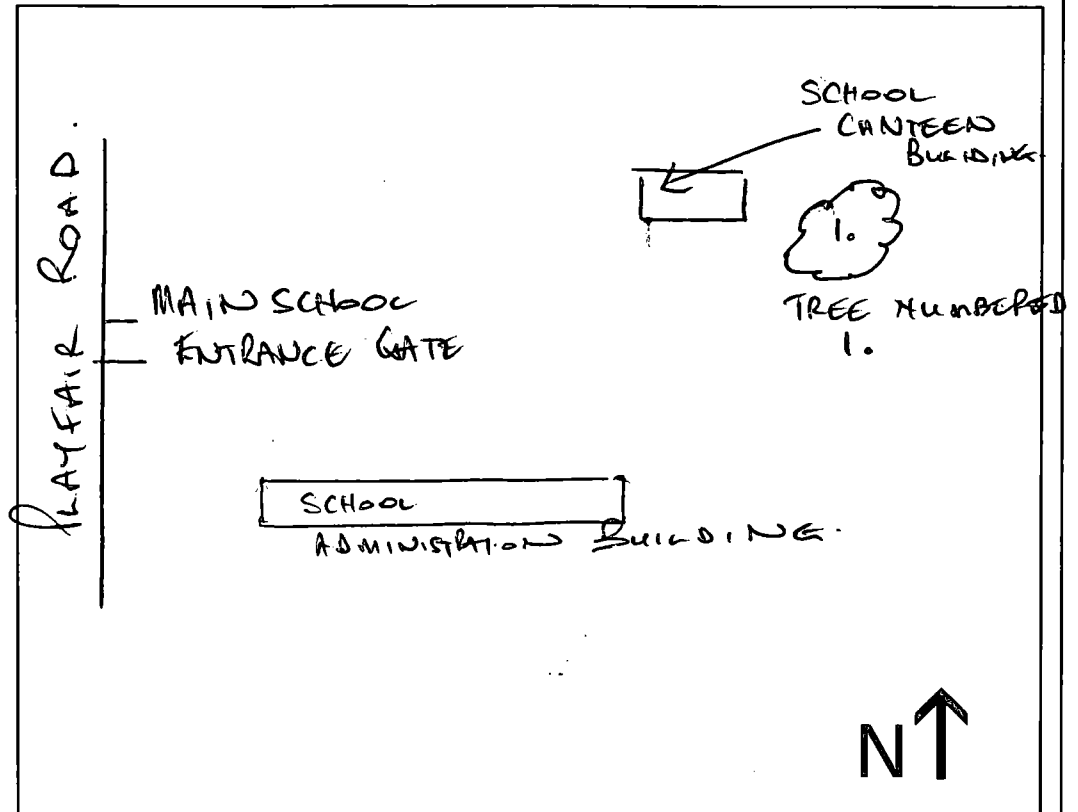 SCHOOL
CANTEEN
BUILDING.
1.
TREE NUMBERED
1.
PLAYFAIR ROAD.
MAIN SCHOOL
ENTRANCE GATE
SCHOOL
ADMINISTRATION BUILDING.
N